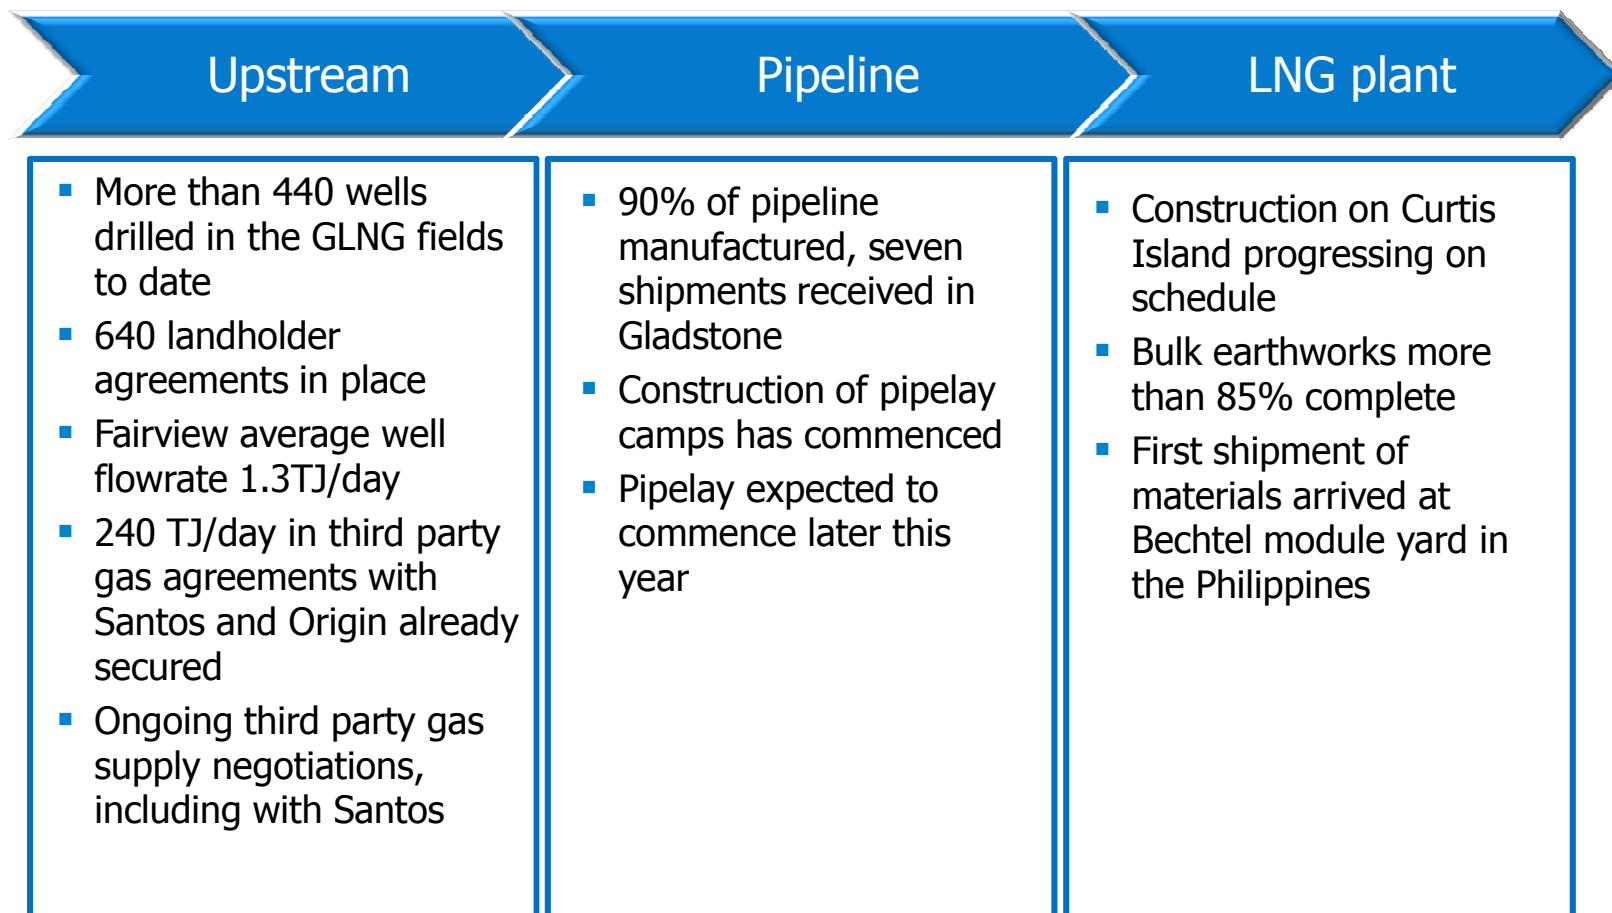 Upstream
Pipeline
LNG plant
▪ More than 440 wells
drilled in the GLNG fields
to date
▪ 640 landholder
agreements in place
▪ Fairview average well
flowrate 1.3TJ/day
▪ 240 TJ/day in third party
gas agreements with
Santos and Origin already
secured
▪ Ongoing third party gas
supply negotiations,
including with Santos
▪ 90% of pipeline
manufactured, seven
shipments received in
Gladstone
▪ Construction of pipelay
camps has commenced
▪ Pipelay expected to
commence later this
year
▪ Construction on Curtis
Island progressing on
schedule
▪ Bulk earthworks more
than 85% complete
▪ First shipment of
materials arrived at
Bechtel module yard in
the Philippines